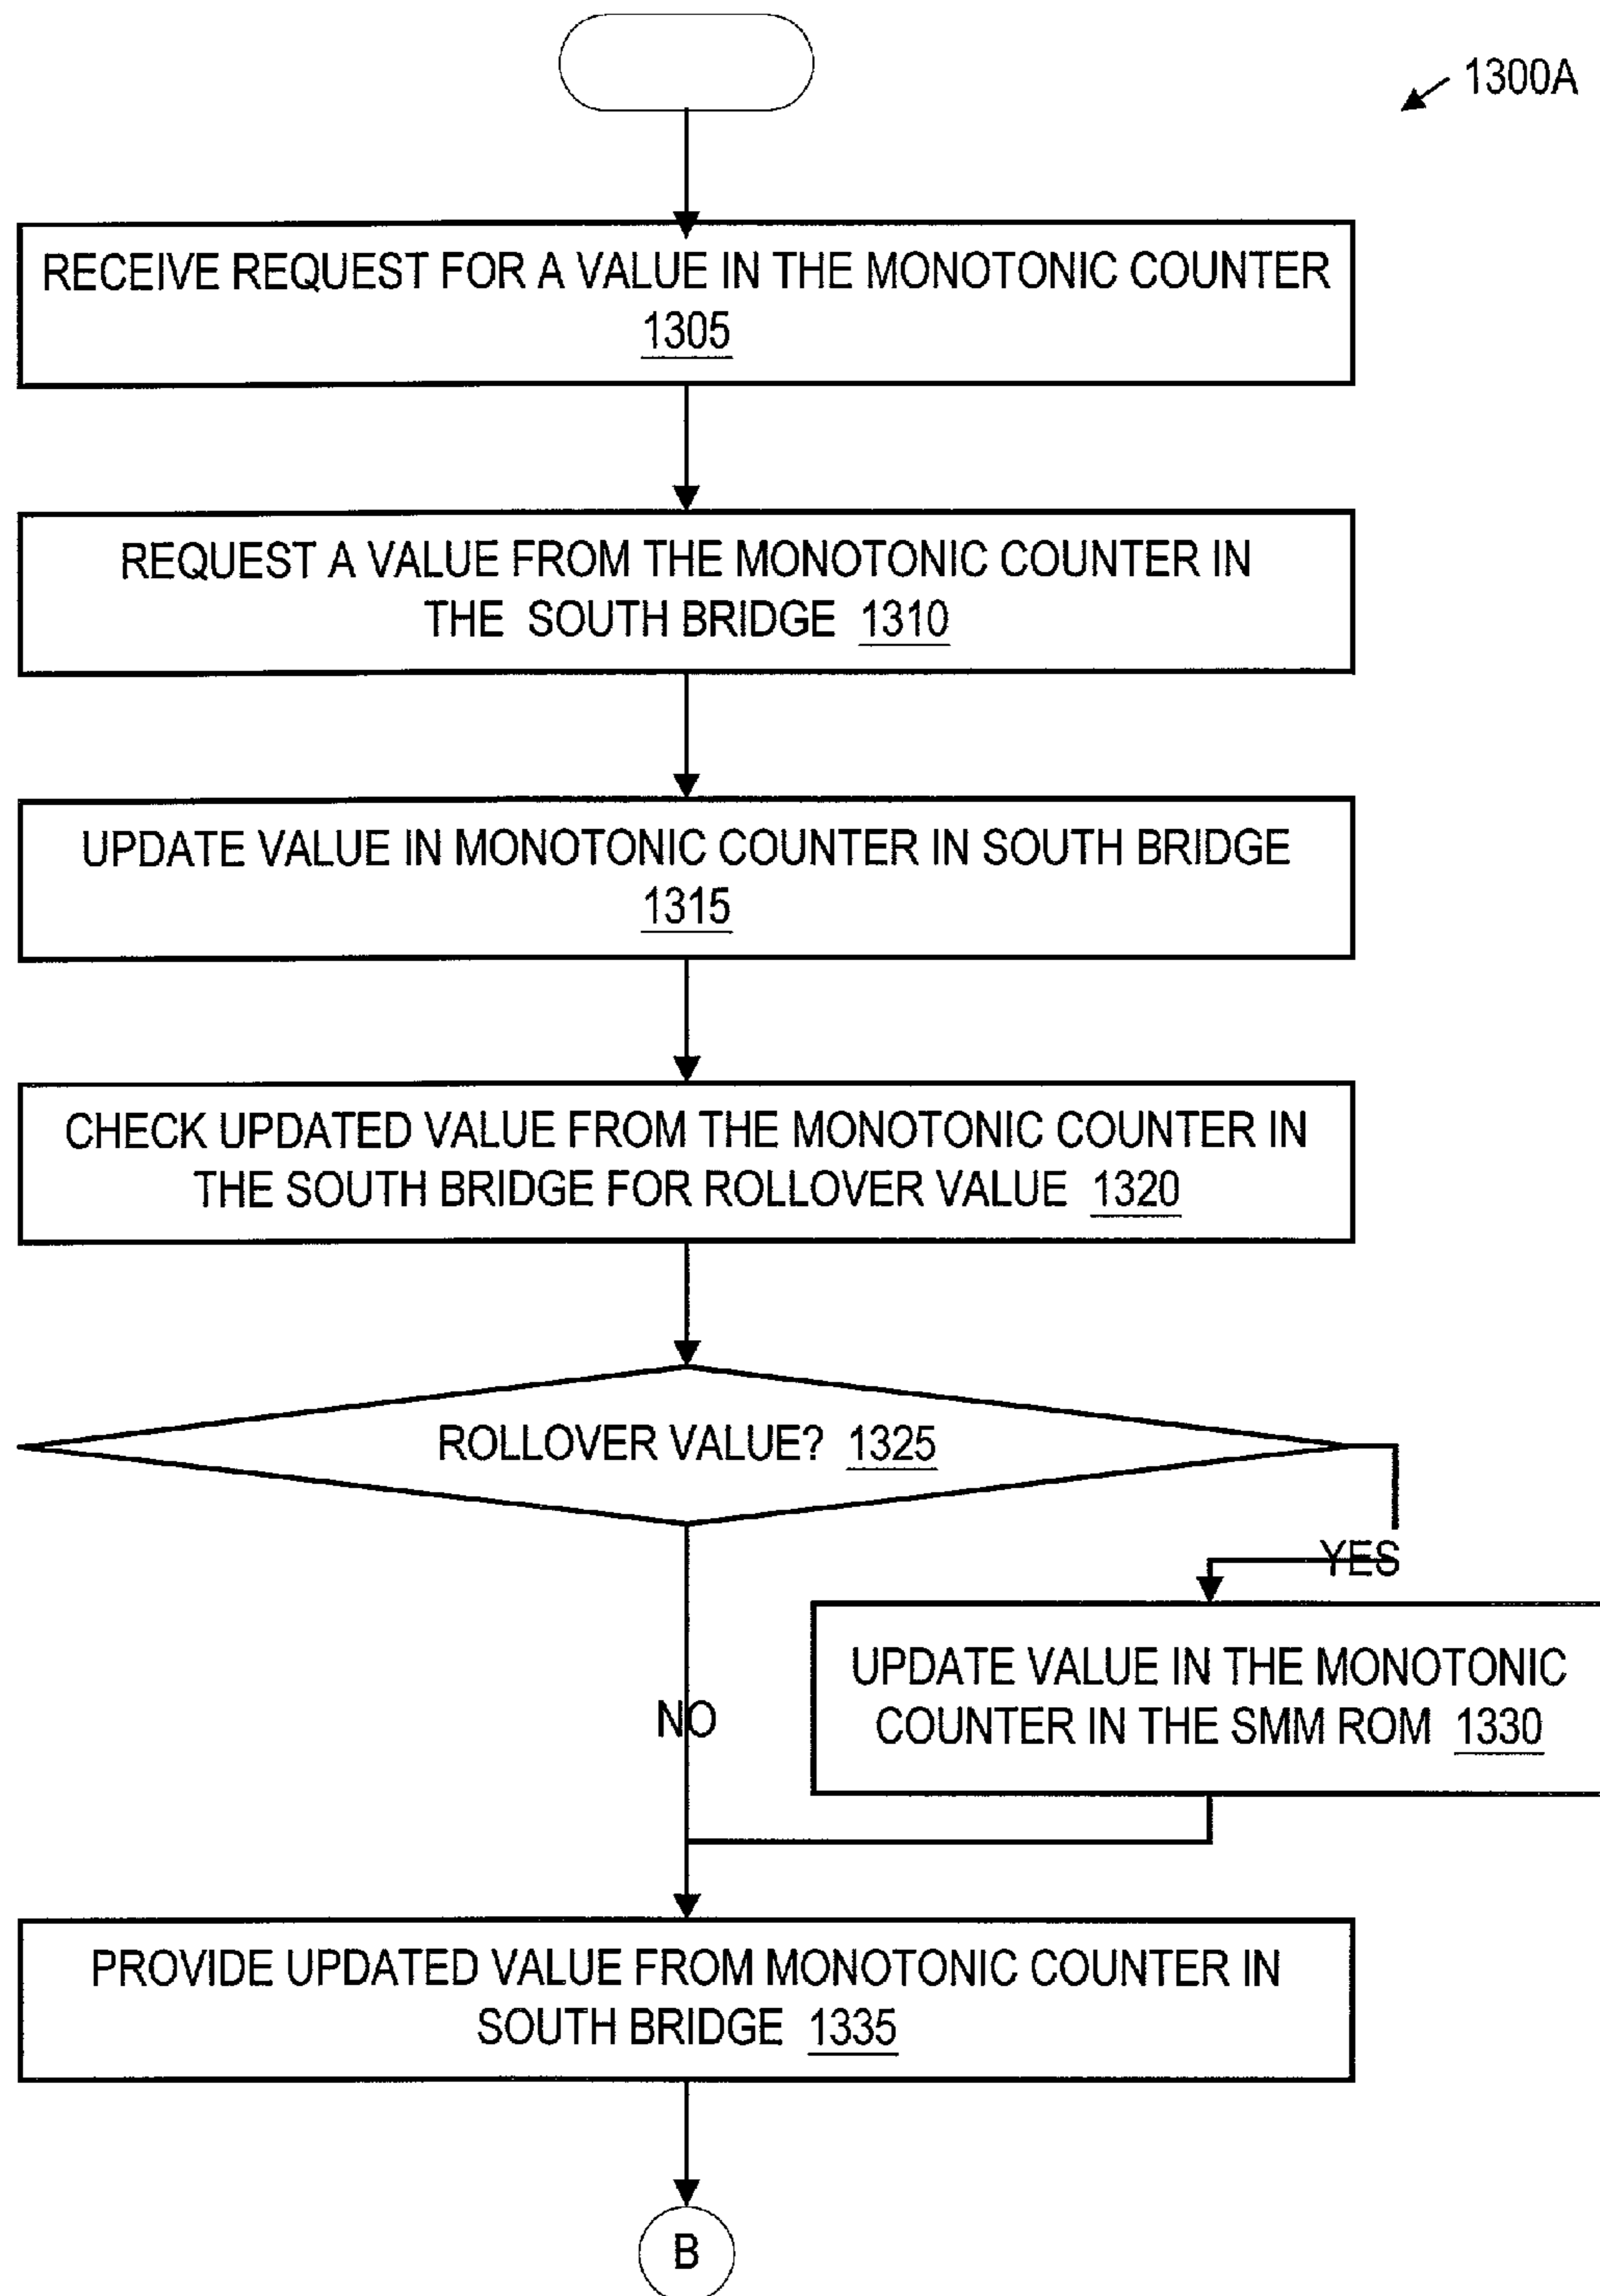 1300A
RECEIVE REQUEST FOR A VALUE IN THE MONOTONIC COUNTER
1305
REQUEST A VALUE FROM THE MONOTONIC COUNTER IN
THE SOUTH BRIDGE 1310
UPDATE VALUE IN MONOTONIC COUNTER IN SOUTH BRIDGE
1315
CHECK UPDATED VALUE FROM THE MONOTONIC COUNTER IN
THE SOUTH BRIDGE FOR ROLLOVER VALUE 1320
ROLLOVER VALUE? 1325
YES
UPDATE VALUE IN THE MONOTONIC
COUNTER IN THE SMM ROM 1330
NO
PROVIDE UPDATED VALUE FROM MONOTONIC COUNTER IN
SOUTH BRIDGE 1335
B